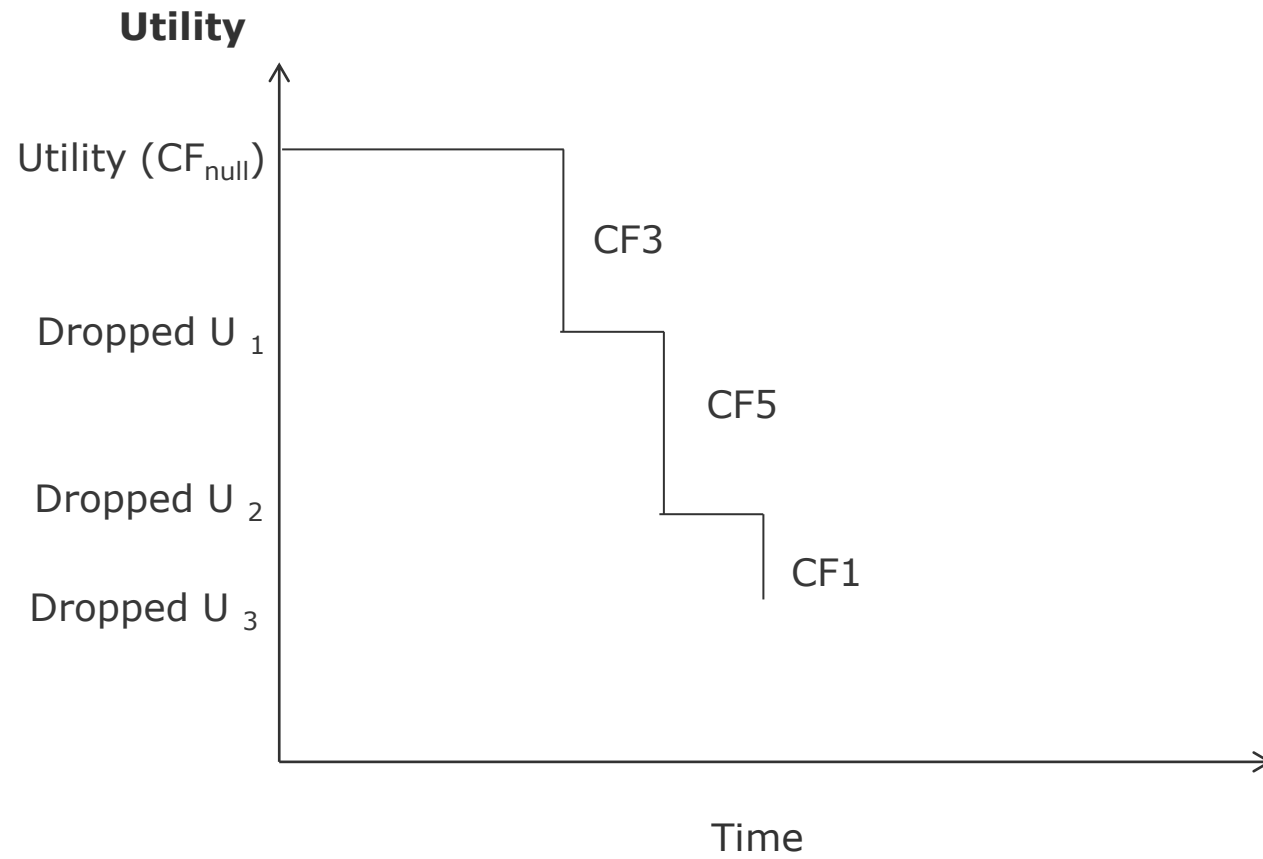 Utility
Utility (CFnull)
CF3
Dropped U 1
CF5
Dropped U 2
CF1
Dropped U 3
Time